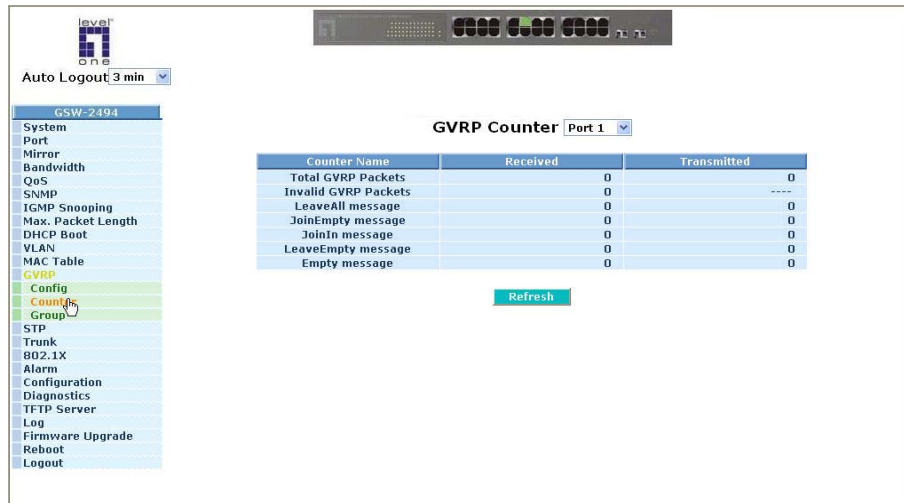 level
one
Auto Logout 3 min
GSW-2494
System
Port
Mirror
Bandwidth
QoS
SNMP
IGMP Snooping
Max. Packet Length
DHCP Boot
VLAN
MAC Table
GVRP
Config
Counter
Group
STP
Trunk
802.1X
Alarm
Configuration
Diagnostics
TFTP Server
Log
Firmware Upgrade
Reboot
Logout
GVRP Counter Port 1
Counter Name Received Transmitted
Total GVRP Packets 0 0
Invalid GVRP Packets 0 ----
LeaveAll message 0 0
JoinEmpty message 0 0
JoinIn message 0 0
LeaveEmpty message 0 0
Empty message 0 0
Refresh